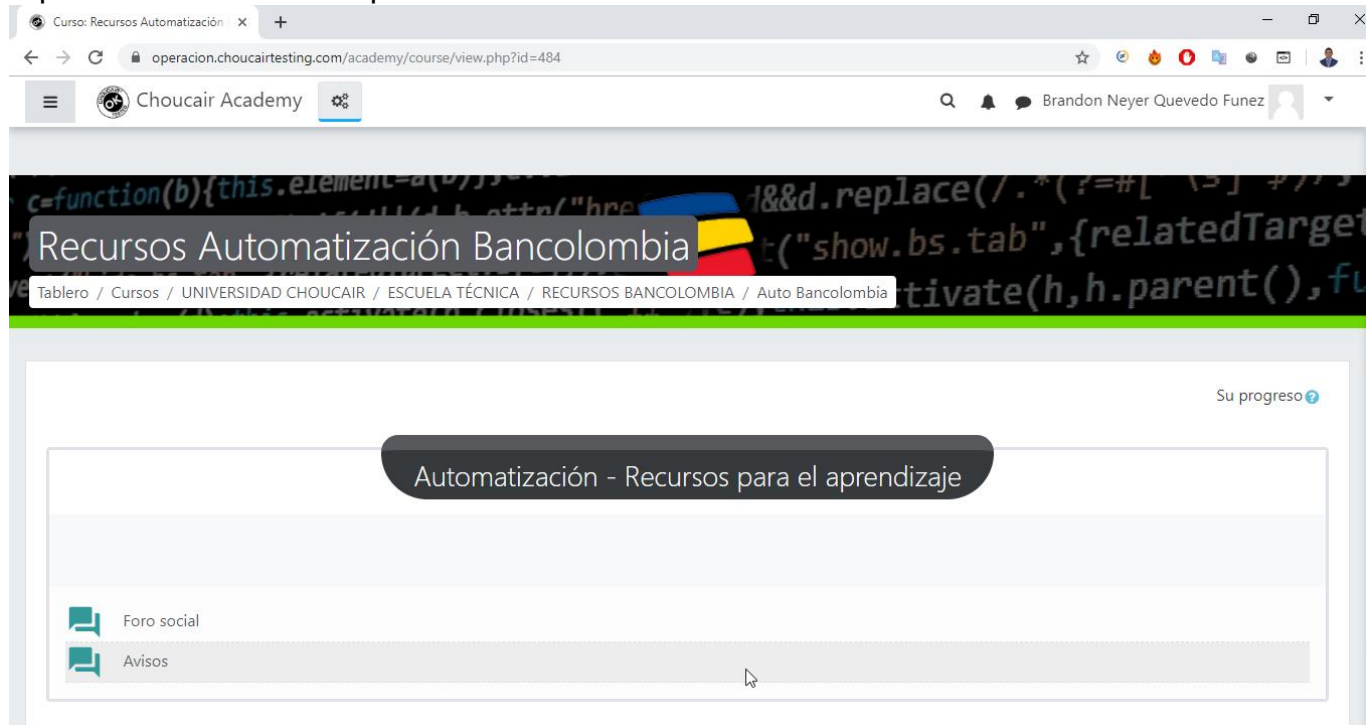 Curso: Recursos Automatización
operacion.choucairtesting.com/academy/course/view.php?id=484
Choucair Academy
Brandon Neyer Quevedo Funez
c=function(b){this.element=a(b)};
d&&d.replace(/.*(?=#[
Recursos Automatización Bancolombia
("show.bs.tab",{relatedTarget
Tablero / Cursos / UNIVERSIDAD CHOUCAIR / ESCUELA TÉCNICA / RECURSOS BANCOLOMBIA / Auto Bancolombia
tivate(h,h.parent(),fu
Su progreso
Automatización - Recursos para el aprendizaje
Foro social
Avisos